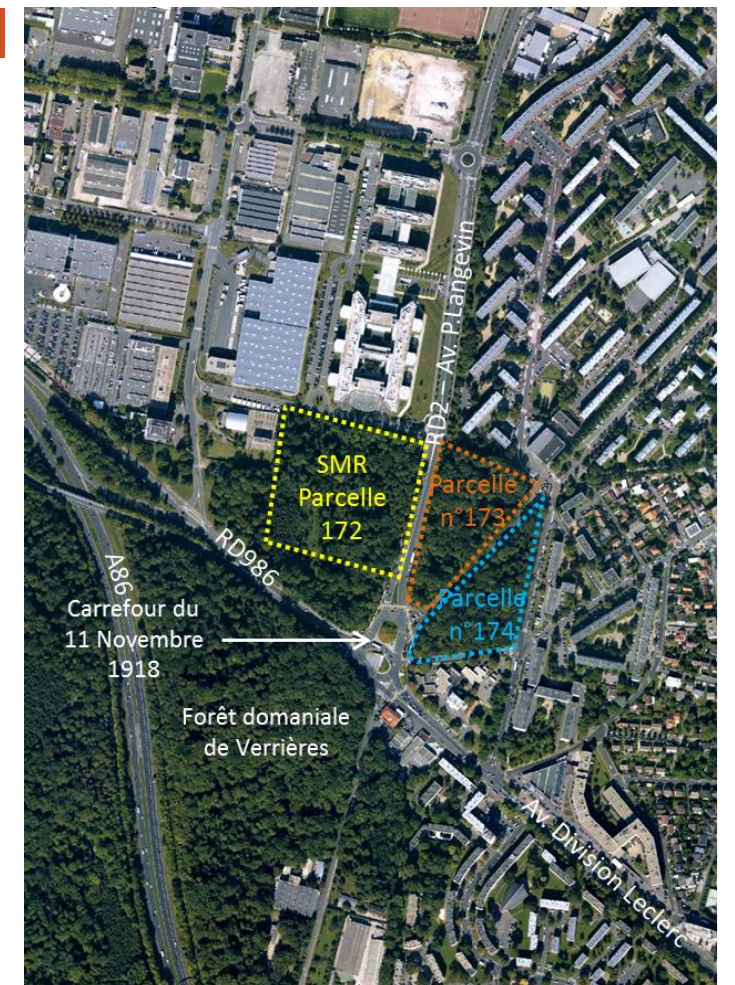 RD2 – Av. P.Langevin
SMR
Parcelle
172
Parcelle
n°173
Parcelle
n°174
RD986
A86
Carrefour du
11 Novembre
1918
Forêt domaniale
de Verrières
Av. Division Leclerc